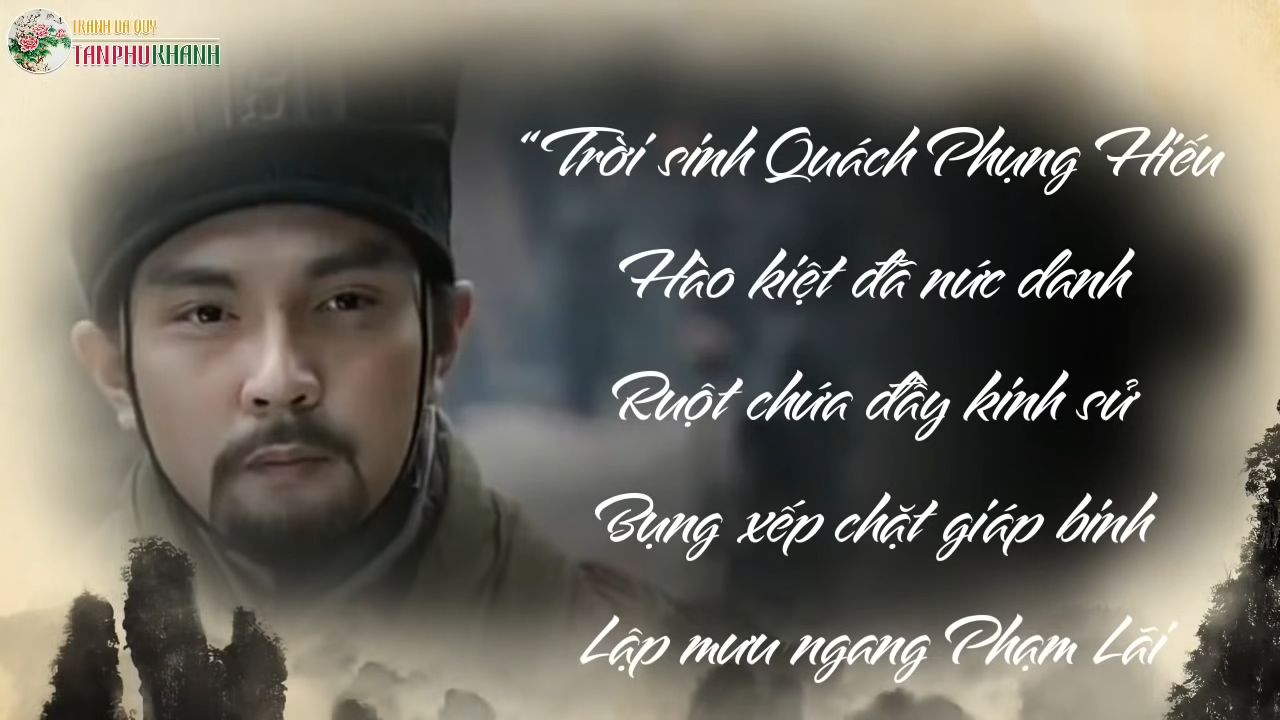 TRANH DA QUY
TANPHUKHANH
“Trời sinh Quách Phụng Hiếu
Hào kiệt đã nức danh
Ruột chứa đầy kinh sử
Bụng xếp chặt giáp binh
Lập mưu ngang Phạm Lãi